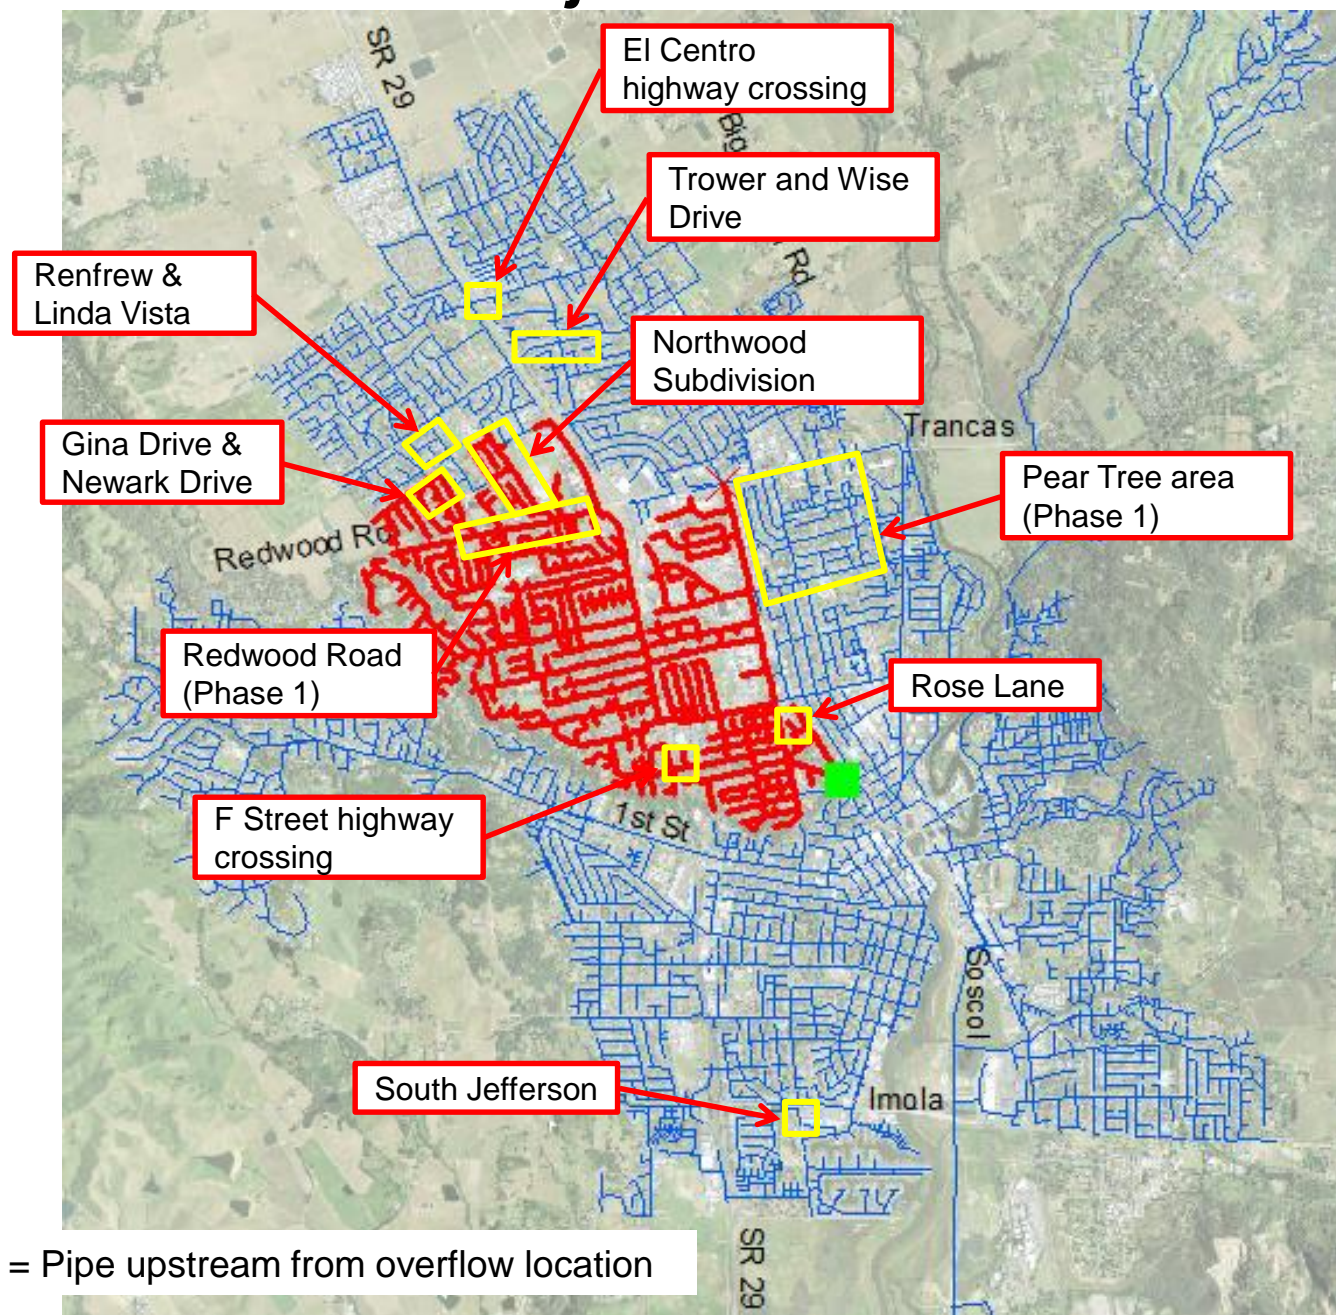 SR 29
El Centro
highway crossing
Big
Rd
Trower and Wise
Drive
Renfrew &
Linda Vista
Northwood
Subdivision
Trancas
Gina Drive &
Newark Drive
Pear Tree area
(Phase 1)
Redwood Rd
Redwood Road
(Phase 1)
Rose Lane
F Street highway
crossing
1st St
Soscol
South Jefferson
Imola
SR 29
= Pipe upstream from overflow location